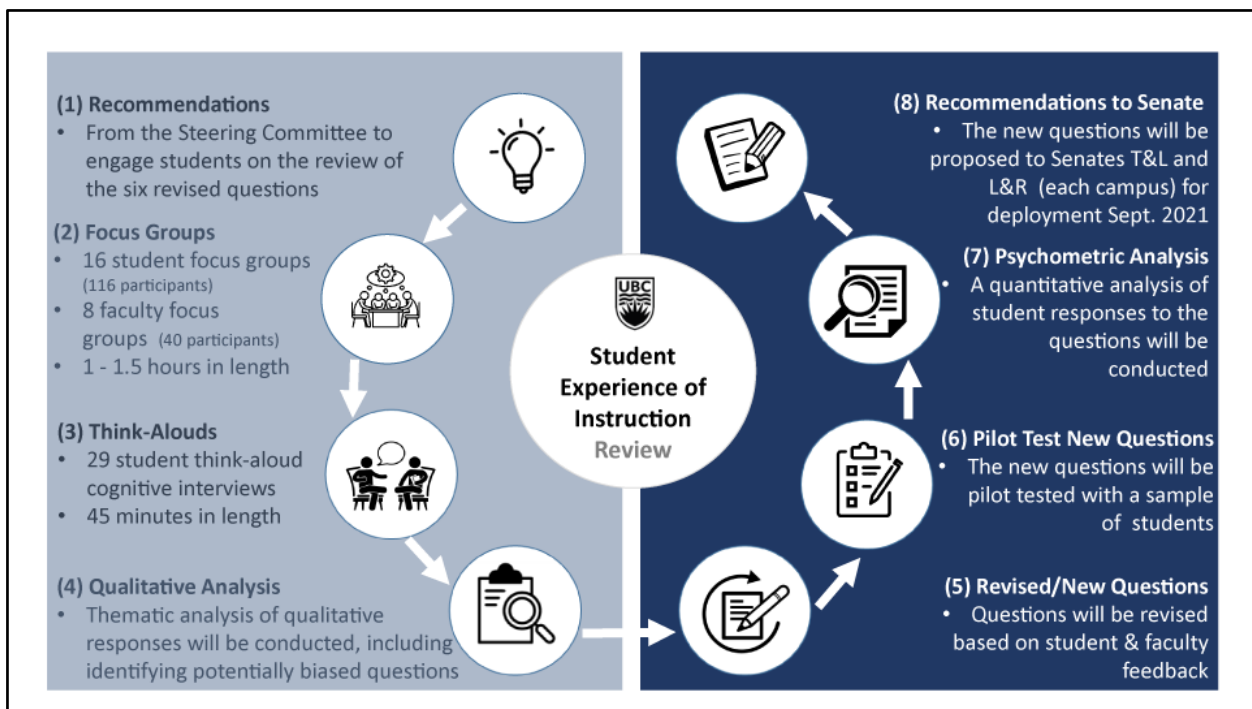 (1) Recommendations
• From the Steering Committee to
engage students on the review of
the six revised questions
(2) Focus Groups
• 16 student focus groups
(116 participants)
• 8 faculty focus
groups (40 participants)
• 1 - 1.5 hours in length
(3) Think-Alouds
• 29 student think-aloud
cognitive interviews
• 45 minutes in length
(4) Qualitative Analysis
• Thematic analysis of qualitative
responses will be conducted, including
identifying potentially biased questions
UBC
Student
Experience of
Instruction
Review
(8) Recommendations to Senate
• The new questions will be
proposed to Senates T&L and
L&R (each campus) for
deployment Sept. 2021
(7) Psychometric Analysis
• A quantitative analysis of
student responses to the
questions will be
conducted
(6) Pilot Test New Questions
• The new questions will be
pilot tested with a sample
of students
(5) Revised/New Questions
• Questions will be revised
based on student & faculty
feedback